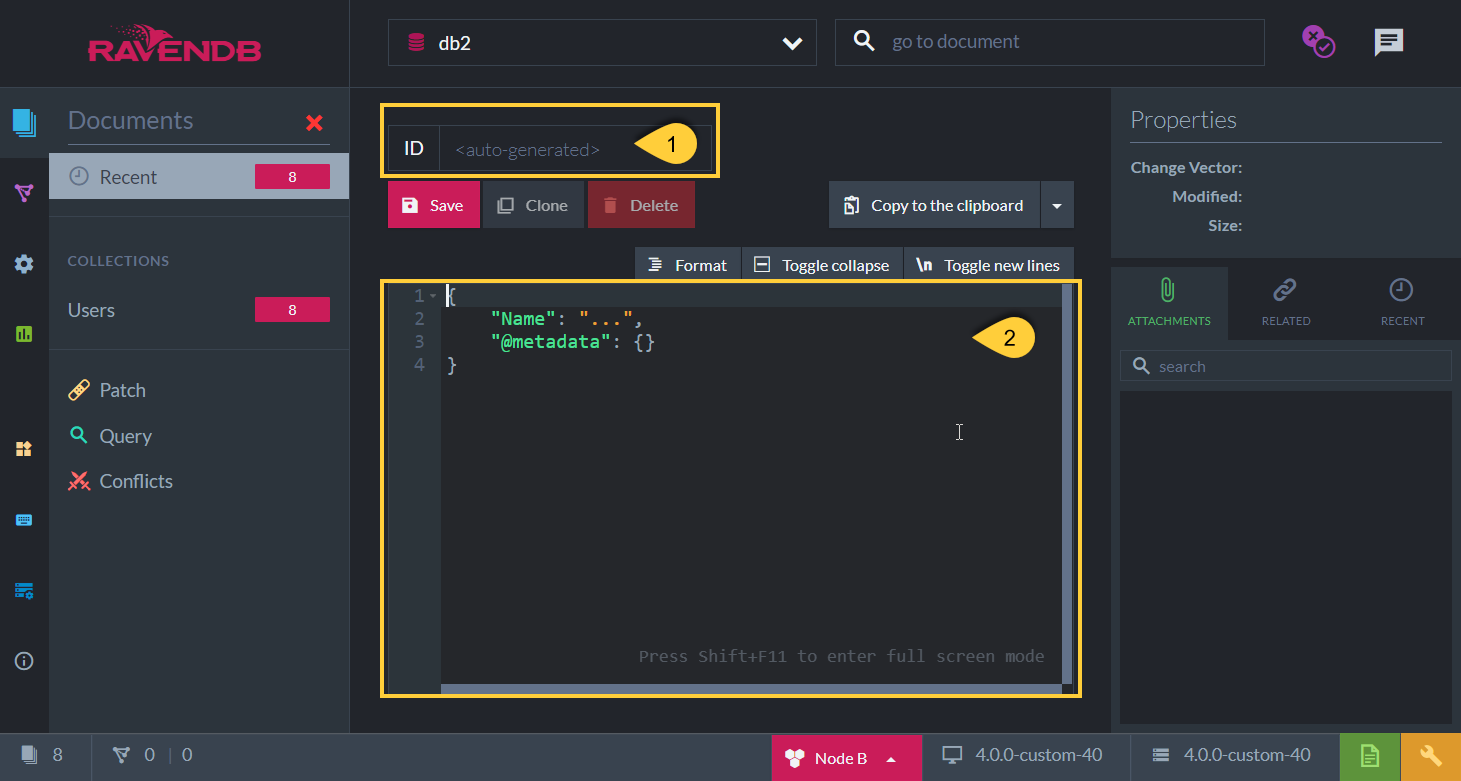 RAVENDB
db2
go to document
Documents
Recent 8
COLLECTIONS
Users 8
Patch
Query
Conflicts
ID <auto-generated> 1
Save Clone Delete Copy to the clipboard
Format Toggle collapse \n Toggle new lines
1 {
2 "Name": "...",
3 "@metadata": {}
4 }
2
Press Shift+F11 to enter full screen mode
Properties
Change Vector:
Modified:
Size:
ATTACHMENTS RELATED RECENT
search
8 0 | 0 Node B 4.0.0-custom-40 4.0.0-custom-40